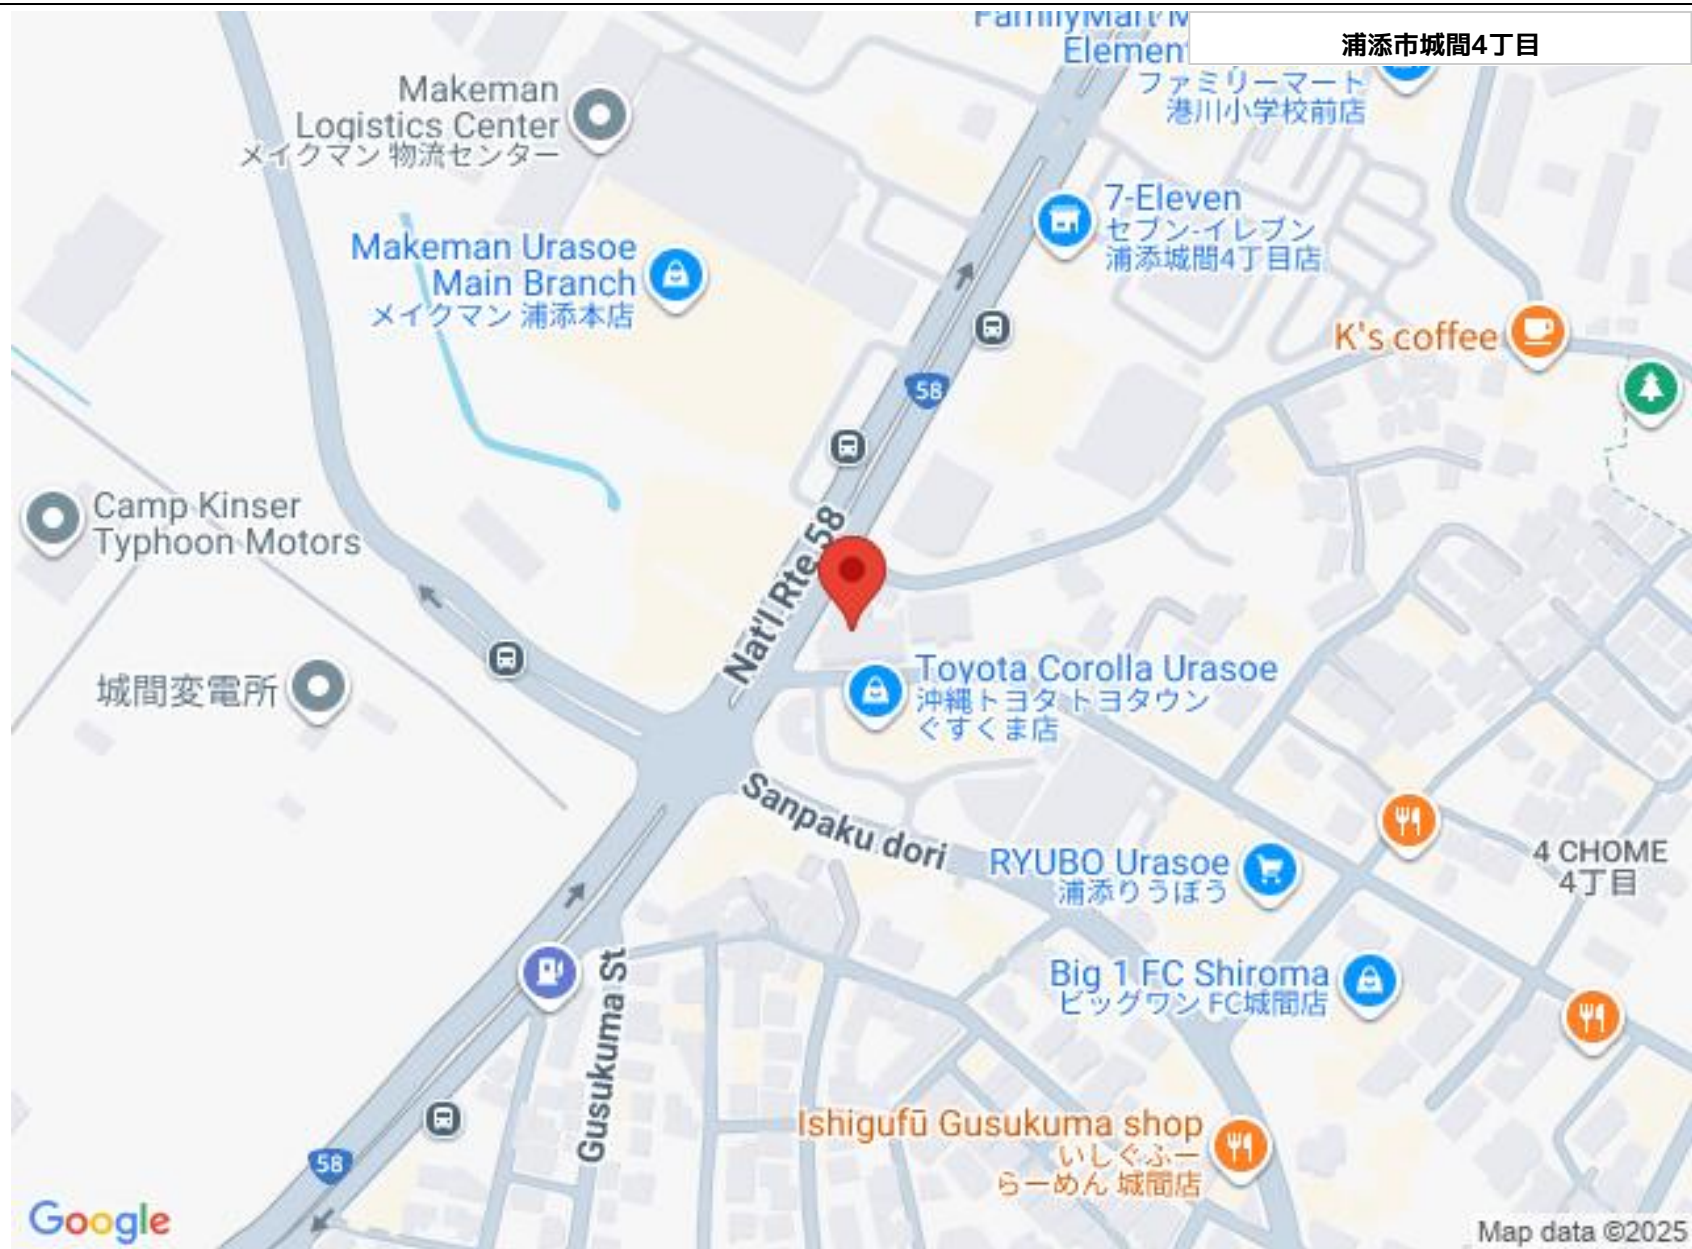 浦添市城間4丁目
FamilyMart
Element
ファミリーマート
港川小学校前店
Makeman
Logistics Center
メイクマン 物流センター
7-Eleven
セブン-イレブン
浦添城間4丁目店
Makeman Urasoe
Main Branch
メイクマン 浦添本店
K's coffee
58
Camp Kinser
Typhoon Motors
Nat'l Rte 58
城間変電所
Toyota Corolla Urasoe
沖縄トヨタ トヨタウン
ぐすくま店
Sanpaku dori
RYUBO Urasoe
浦添りうぼう
4 CHOME
4丁目
Big 1 FC Shiroma
ビッグワン FC城間店
Gusukuma St
Ishigufū Gusukuma shop
いしぐふー
らーめん 城間店
58
Google
Map data ©2025